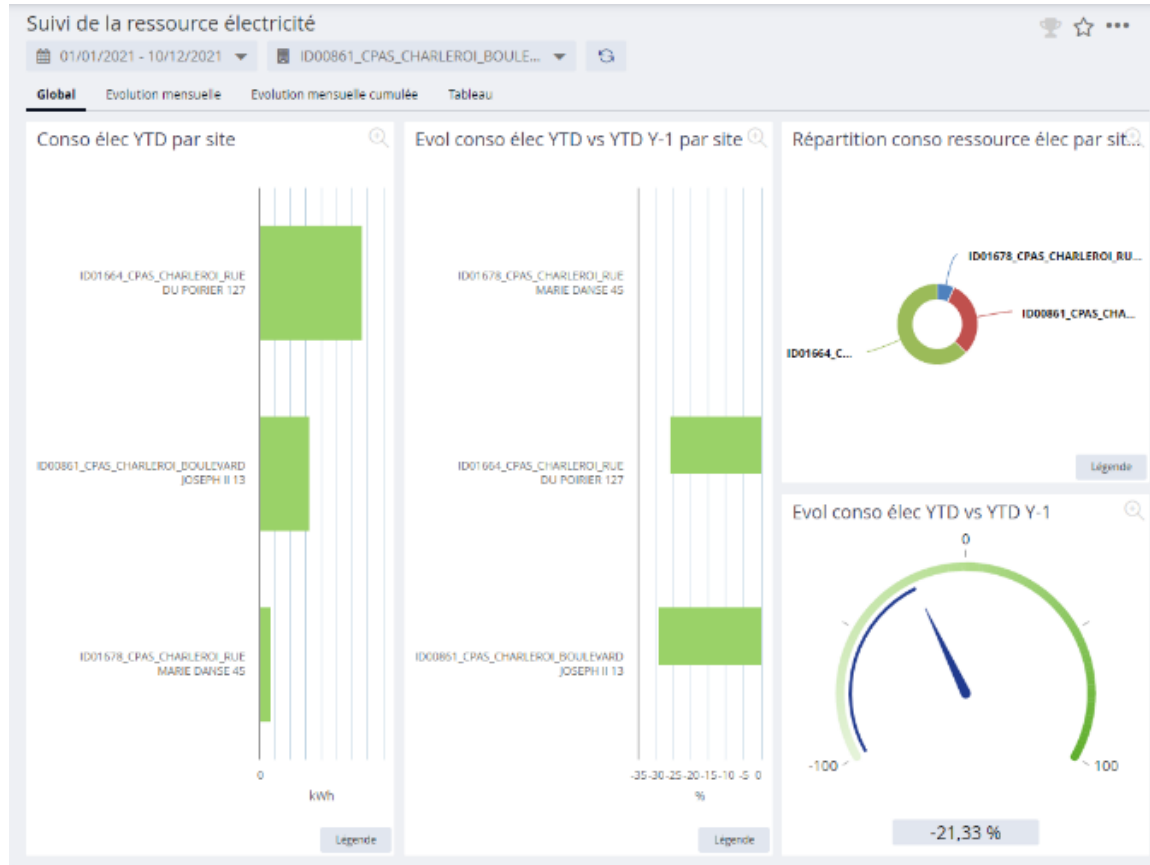 Suivi de la ressource électricité
01/01/2021 - 10/12/2021
ID00861_CPAS_CHARLEROI_BOULE...
Global
Evolution mensuelle
Evolution mensuelle cumulée
Tableau
Conso élec YTD par site
ID01664_CPAS_CHARLEROI_RUE
DU POIRIER 127
ID00861_CPAS_CHARLEROI_BOULEVARD
JOSEPH II 13
ID01678_CPAS_CHARLEROI_RUE
MARIE DANSE 45
0
kWh
Légende
Evol conso élec YTD vs YTD Y-1 par site
ID01678_CPAS_CHARLEROI_RUE
MARIE DANSE 45
ID01664_CPAS_CHARLEROI_RUE
DU POIRIER 127
ID00861_CPAS_CHARLEROI_BOULEVARD
JOSEPH II 13
-35 -30 -25 -20 -15 -10 -5 0
%
Légende
Répartition conso ressource élec par sit...
ID01678_CPAS_CHARLEROI_RU...
ID00861_CPAS_CHA...
ID01664_C...
Légende
Evol conso élec YTD vs YTD Y-1
0
-100
100
-21,33 %